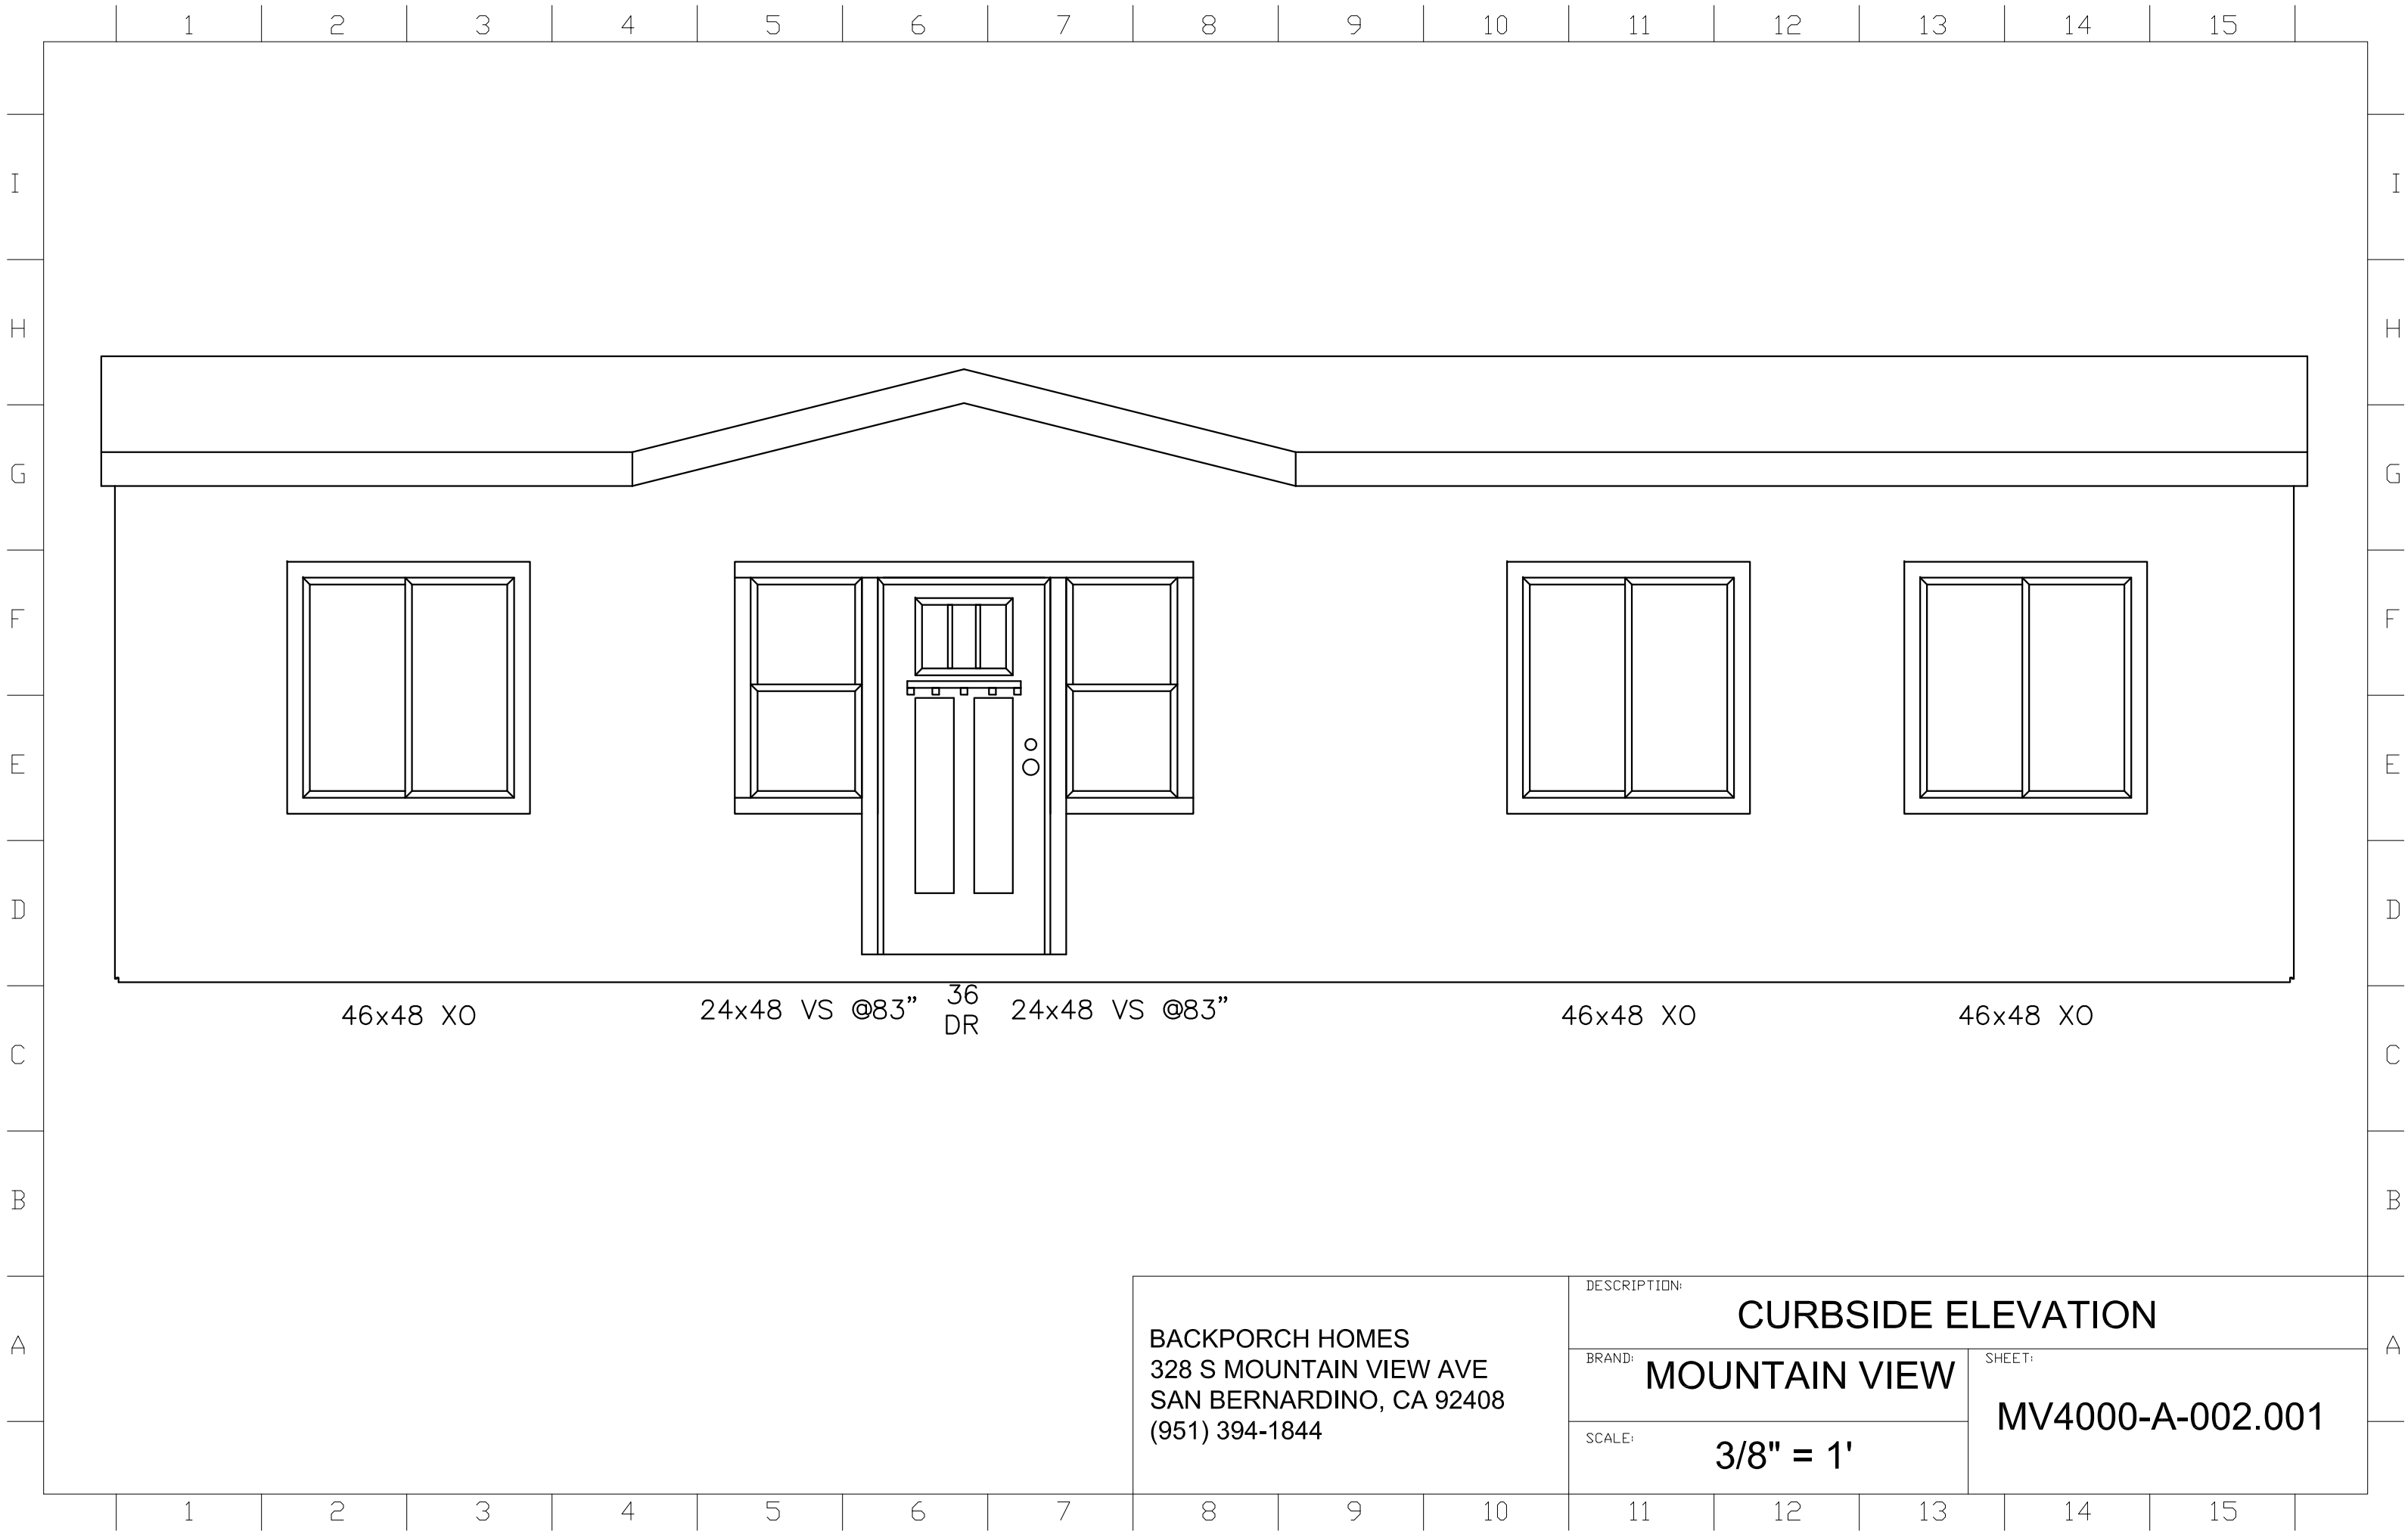 1 2 3 4 5 6 7 8 9 10 11 12 13 14 15
I I
H H
G G
F F
E E
D D
46x48 XO 24x48 VS @83” 36 DR 24x48 VS @83” 46x48 XO 46x48 XO
C C
B B
A A
BACKPORCH HOMES
328 S MOUNTAIN VIEW AVE
SAN BERNARDINO, CA 92408
(951) 394-1844
DESCRIPTION:
CURBSIDE ELEVATION
BRAND:
MOUNTAIN VIEW
SCALE:
3/8" = 1'
SHEET:
MV4000-A-002.001
1 2 3 4 5 6 7 8 9 10 11 12 13 14 15